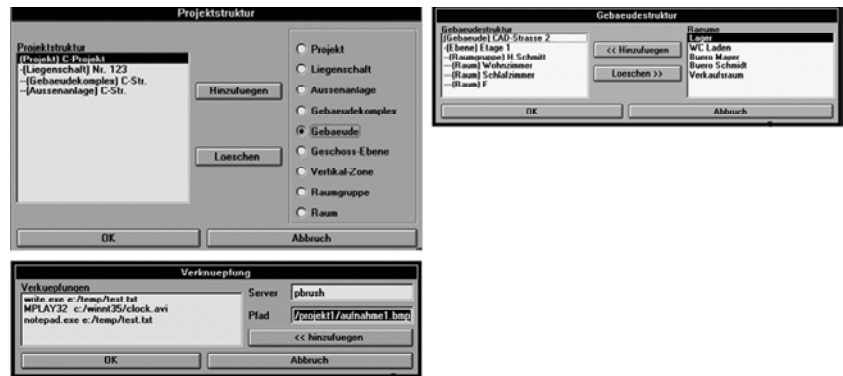 Projektstruktur
Projektstruktur
(Projekt) C-Projekt
-(Liegenschaft) Nr. 123
--(Gebaeudekomplex) C-Str.
--(Aussenanlage) C-Str.
Hinzufuegen
Loeschen
Projekt
Liegenschaft
Aussenanlage
Gebaeudekomplex
Gebaeude
Geschoss-Ebene
Vertikal-Zone
Raumgruppe
Raum
OK
Abbruch
Gebaeudestruktur
Gebaeudestruktur
(Gebaeude) CAD-Strasse 2
-(Ebene) Etage 1
--(Raumgruppe) H.Schmitt
---(Raum) Wohnzimmer
---(Raum) Schlafzimmer
---(Raum) F
<< Hinzufuegen
Loeschen >>
Raeume
Lager
WC Laden
Buero Mayer
Buero Schmidt
Verkaufsraum
OK
Abbruch
Verknuepfung
Verkuepfungen
write.exe e:/temp/test.txt
MPLAY32 c:/winnt35/clock.avi
notepad.exe e:/temp/test.txt
Server pbrush
Pfad /projekt1/aufnahme1.bmp
<< hinzufuegen
OK
Abbruch